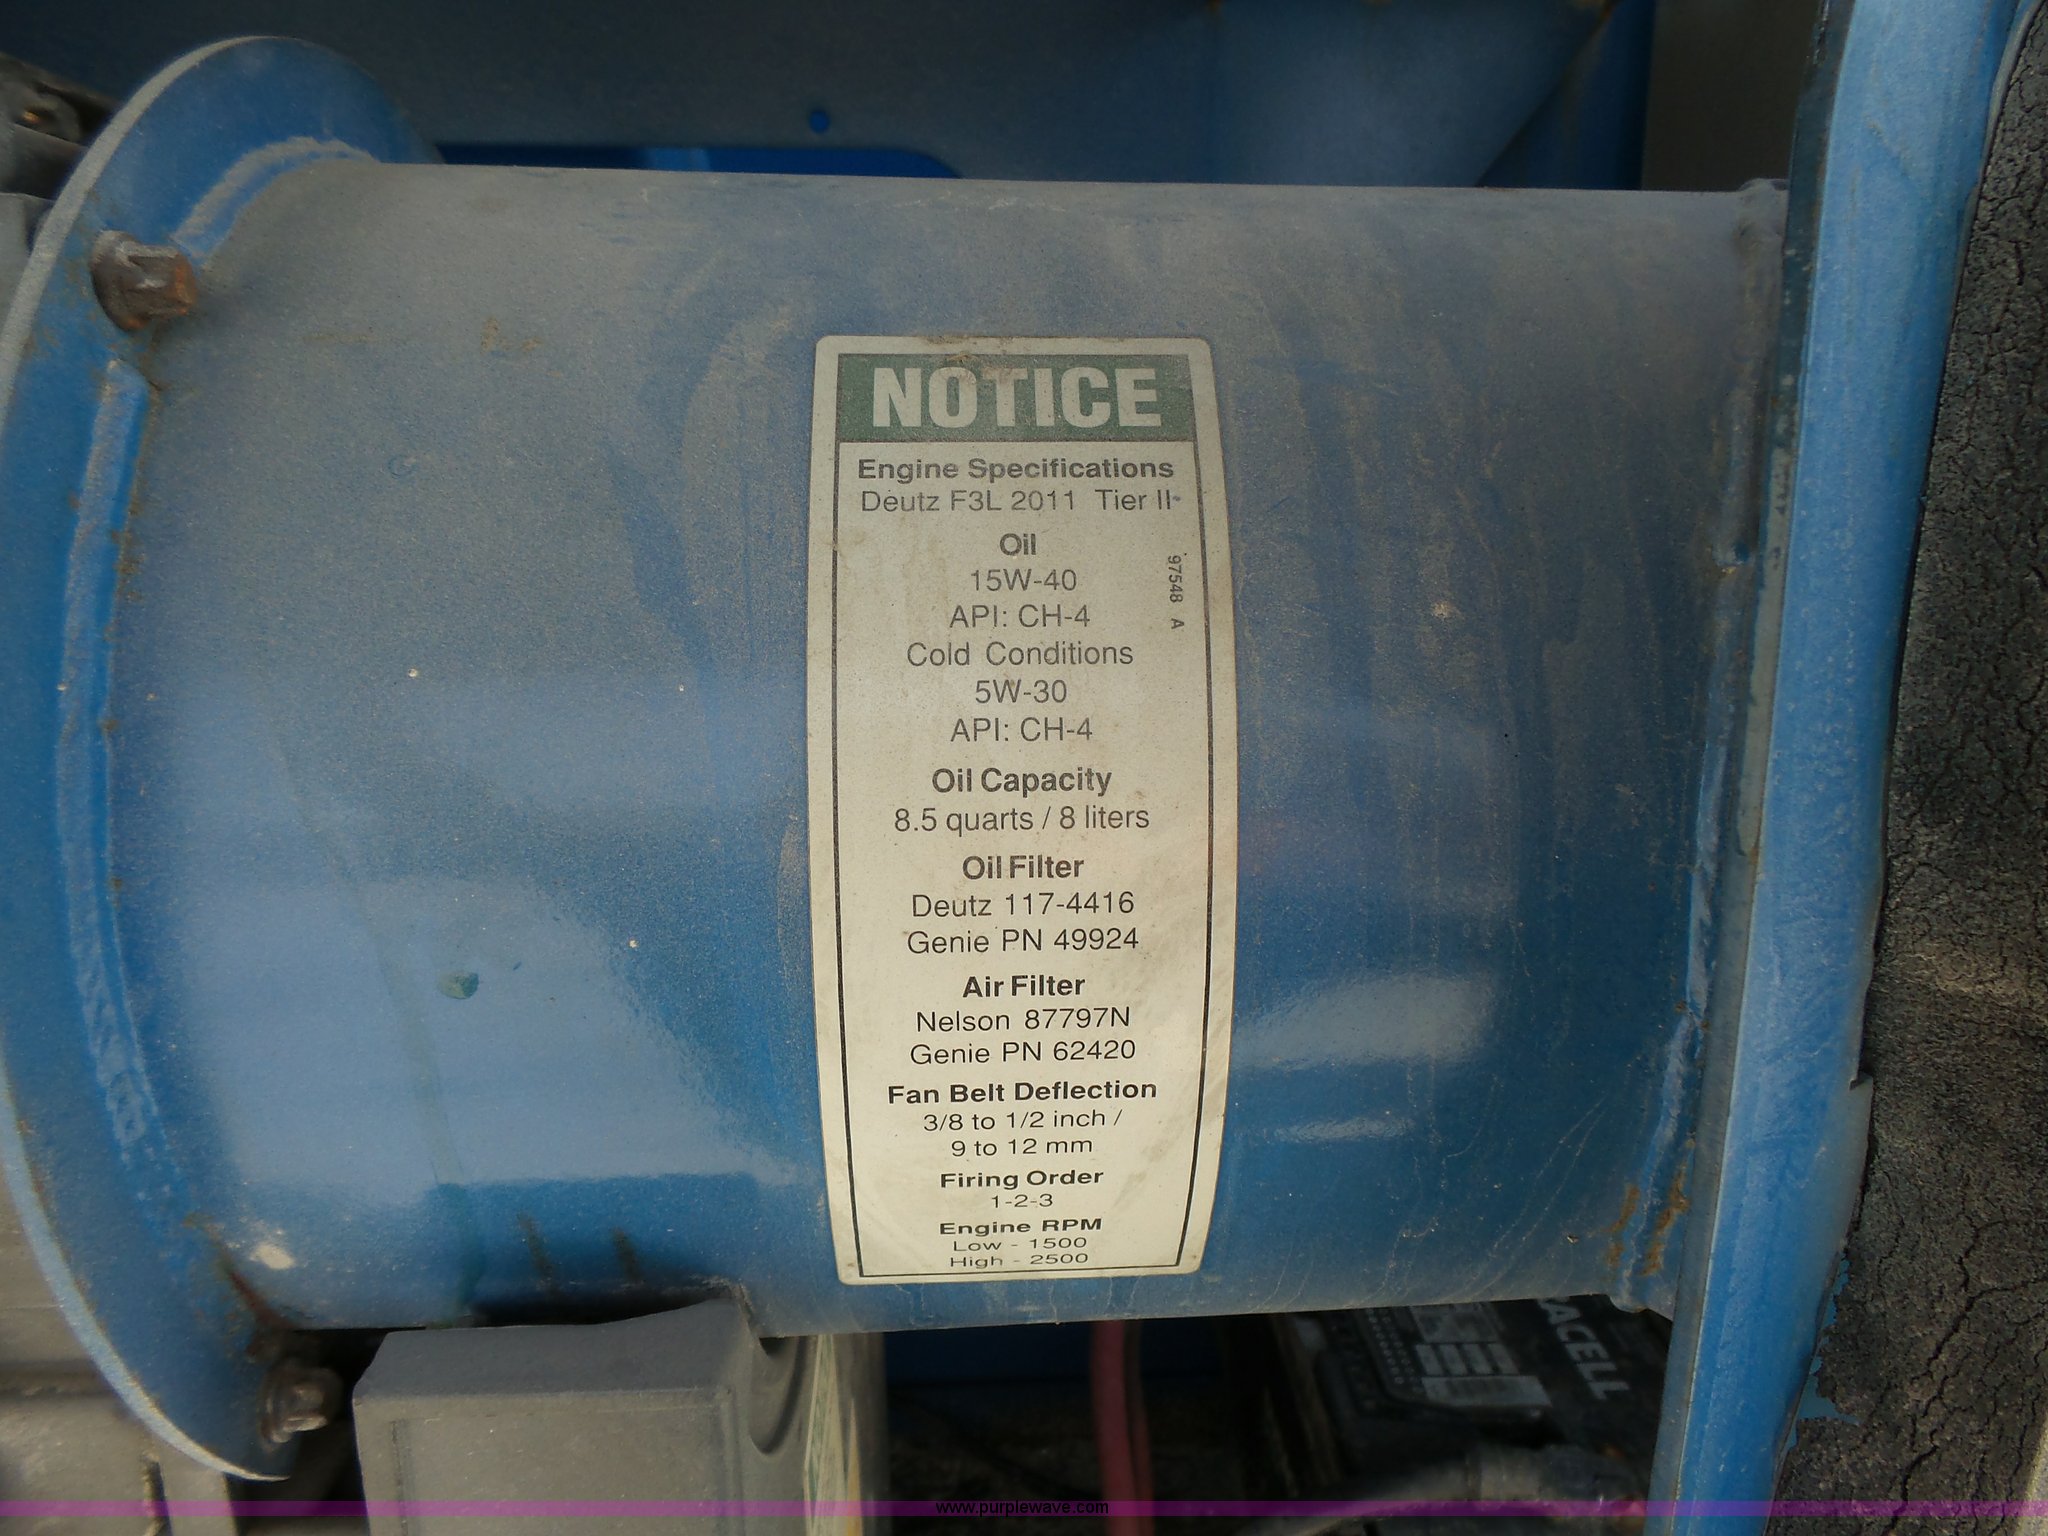 NOTICE
Engine Specifications
Deutz F3L 2011 Tier II
Oil
15W-40
API: CH-4
Cold Conditions
5W-30
API: CH-4
97548 A
Oil Capacity
8.5 quarts / 8 liters
Oil Filter
Deutz 117-4416
Genie PN 49924
Air Filter
Nelson 87797N
Genie PN 62420
Fan Belt Deflection
3/8 to 1/2 inch /
9 to 12 mm
Firing Order
1-2-3
Engine RPM
Low - 1500
High - 2500
www.purplewave.com